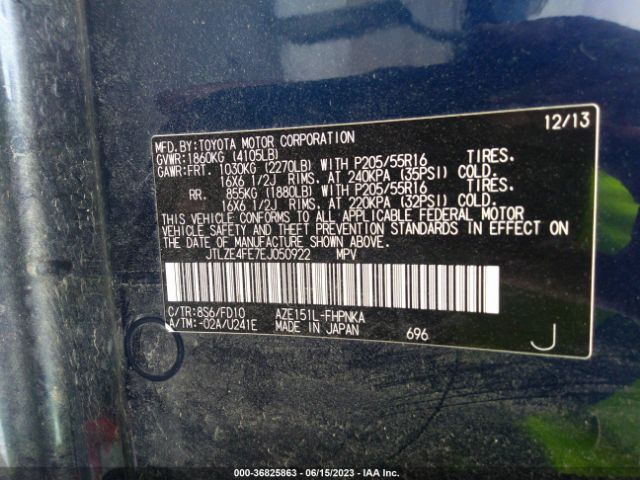 12/13
MFD.BY:TOYOTA MOTOR CORPORATION
GVWR:1860KG (4105LB)
GAWR:FRT. 1030KG (2270LB) WITH P205/55R16 TIRES.
16X6 1/2J RIMS. AT 240KPA (35PSI) COLD.
RR. 855KG (1880LB) WITH P205/55R16 TIRES.
16X6 1/2J RIMS. AT 220KPA (32PSI) COLD.
THIS VEHICLE CONFORMS TO ALL APPLICABLE FEDERAL MOTOR
VEHICLE SAFETY AND THEFT PREVENTION STANDARDS IN EFFECT ON
THE DATE OF MANUFACTURE SHOWN ABOVE.
JTLZE4FE7EJ050922 MPV
C/TR:8S6/FD10 AZE151L-FHPNKA
A/TM:-02A/U241E MADE IN JAPAN 696 J
000-36825863 - 06/15/2023 - IAA Inc.